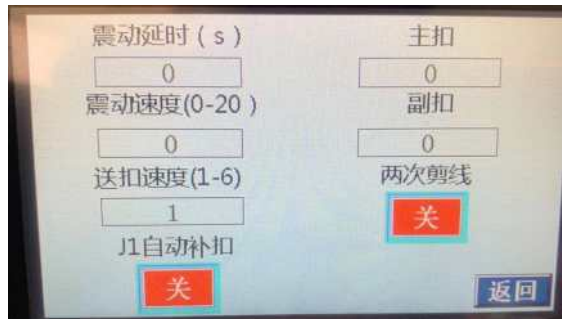 震动延时 ( s )
0
震动速度(0-20 )
0
送扣速度(1-6)
1
J1自动补扣
关
主扣
0
副扣
0
两次剪线
关
返回